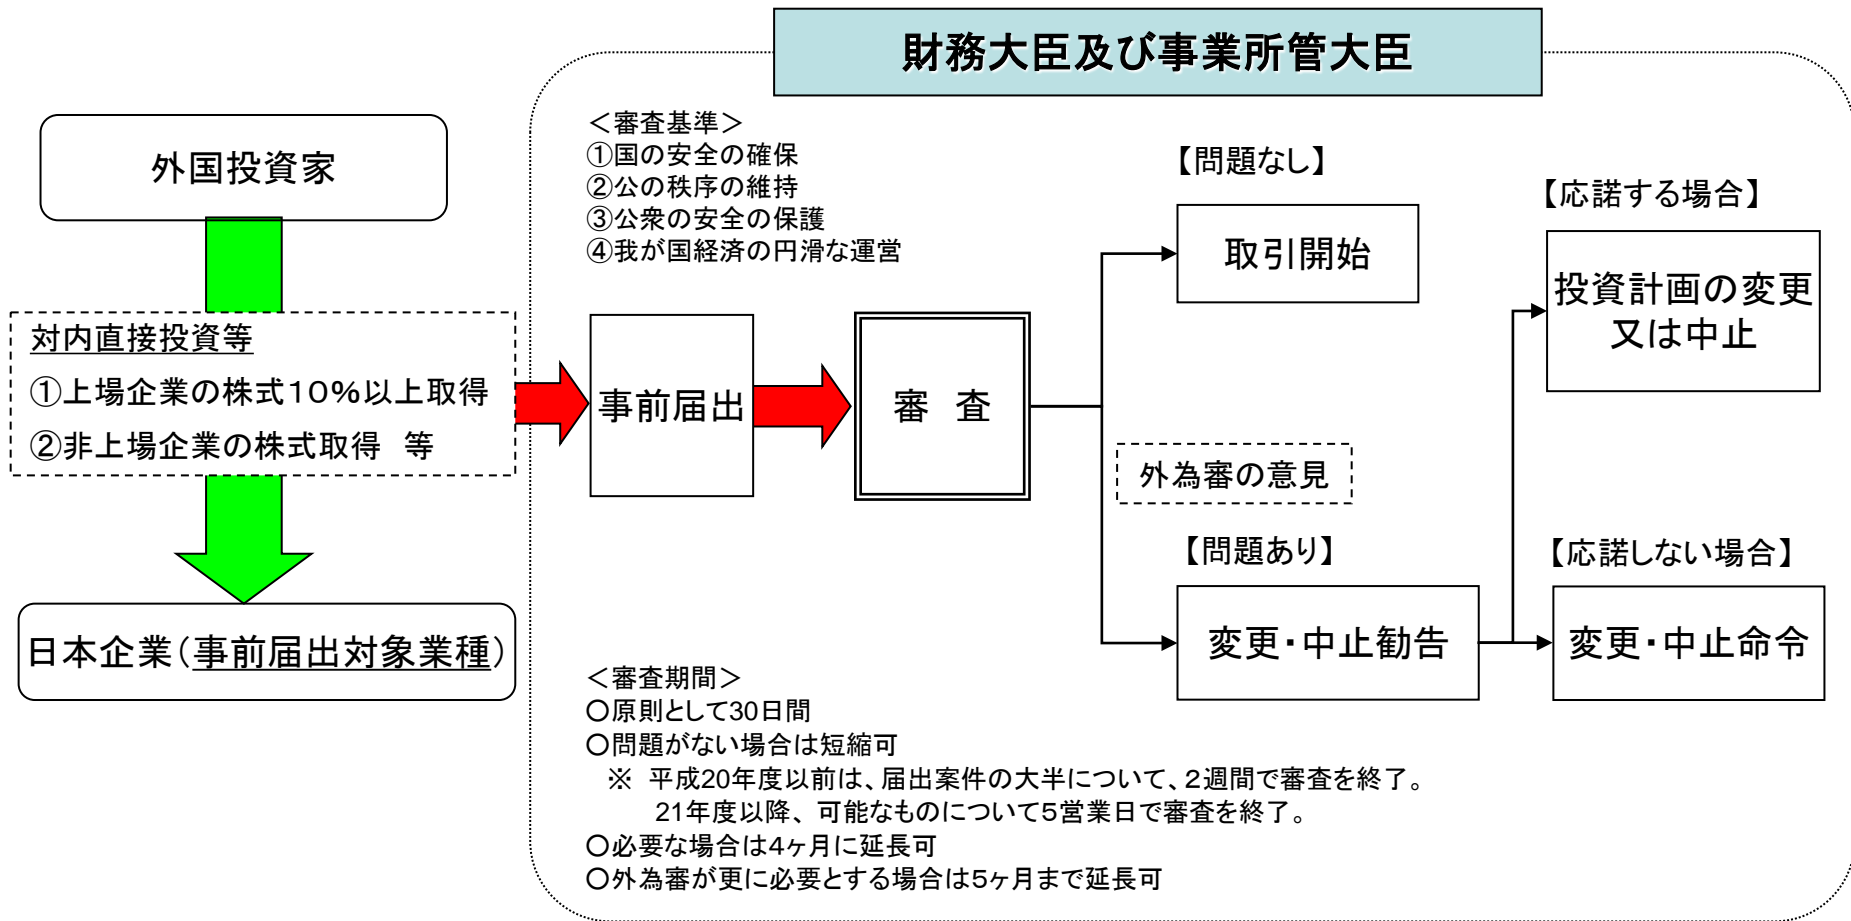 財務大臣及び事業所管大臣
外国投資家
対内直接投資等
①上場企業の株式10%以上取得
②非上場企業の株式取得 等
日本企業(事前届出対象業種)
<審査基準>
①国の安全の確保
②公の秩序の維持
③公衆の安全の保護
④我が国経済の円滑な運営
事前届出
審 査
【問題なし】
取引開始
外為審の意見
【問題あり】
変更・中止勧告
【応諾する場合】
投資計画の変更
又は中止
【応諾しない場合】
変更・中止命令
<審査期間>
○原則として30日間
○問題がない場合は短縮可
※ 平成20年度以前は、届出案件の大半について、2週間で審査を終了。
21年度以降、可能なものについて5営業日で審査を終了。
○必要な場合は4ヶ月に延長可
○外為審が更に必要とする場合は5ヶ月まで延長可